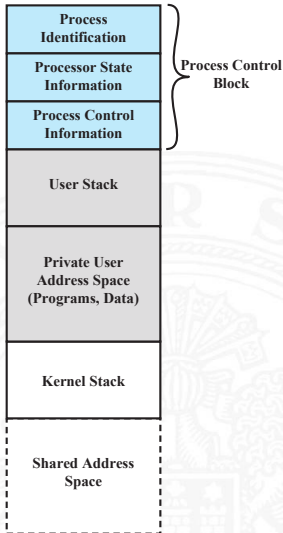 Process
Identification
Processor State
Information
Process Control
Information
Process Control
Block
User Stack
Private User
Address Space
(Programs, Data)
Kernel Stack
Shared Address
Space